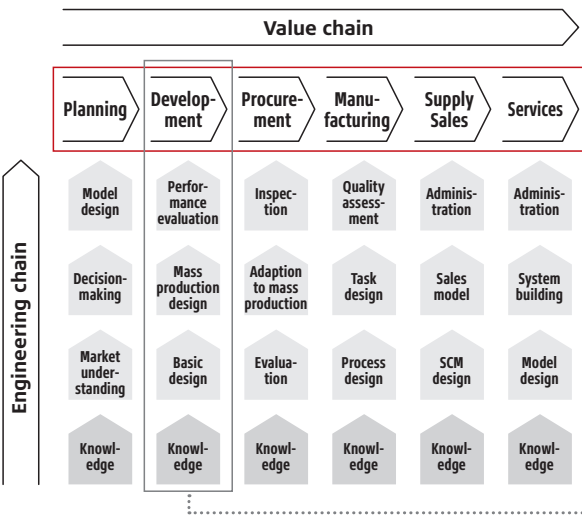 Value chain
Planning
Develop-
ment
Procure-
ment
Manu-
facturing
Supply
Sales
Services
Engineering chain
Model
design
Perfor-
mance
evaluation
Inspec-
tion
Quality
assess-
ment
Adminis-
tration
Adminis-
tration
Decision-
making
Mass
production
design
Adaption
to mass
production
Task
design
Sales
model
System
building
Market
under-
standing
Basic
design
Evalua-
tion
Process
design
SCM
design
Model
design
Knowl-
edge
Knowl-
edge
Knowl-
edge
Knowl-
edge
Knowl-
edge
Knowl-
edge